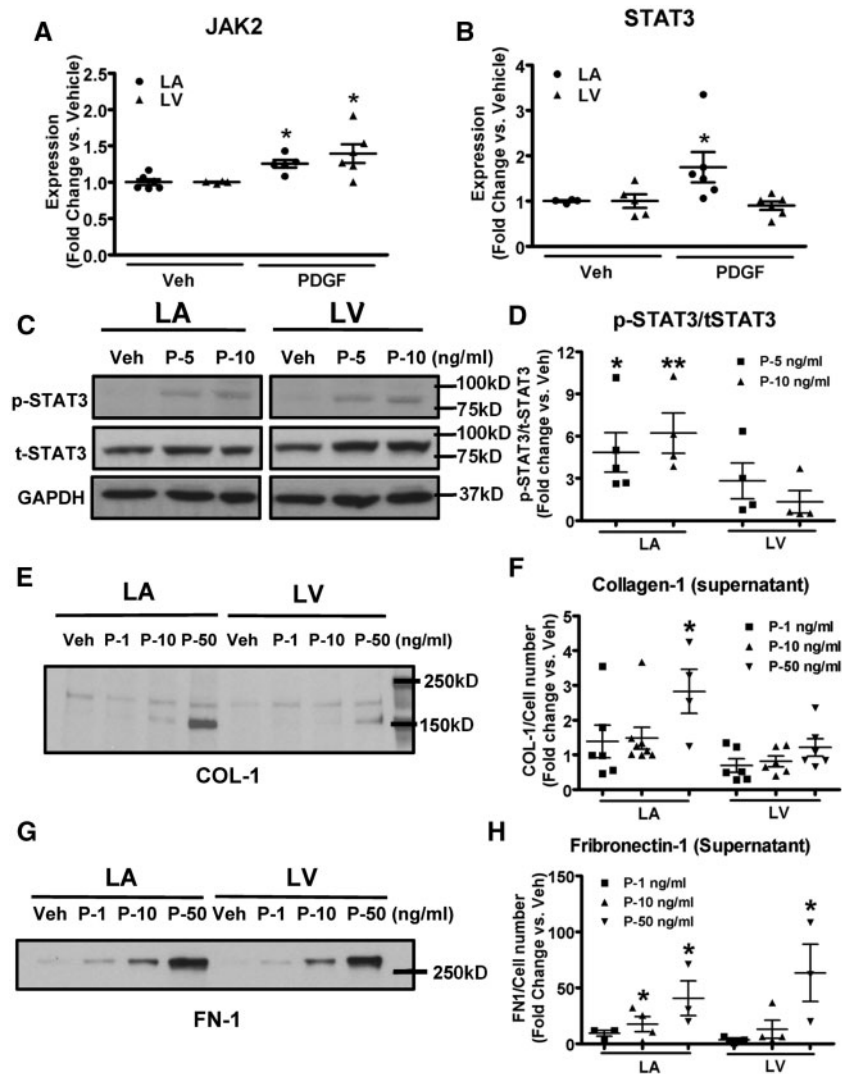 A
JAK2
LA
LV
Expression
(Fold Change vs. Vehicle)
2.5
2.0
1.5
1.0
0.5
0.0
*
*
Veh
PDGF
B
STAT3
LA
LV
Expression
(Fold Change vs. Vehicle)
4
3
2
1
0
*
Veh
PDGF
C
LA
LV
Veh P-5 P-10 Veh P-5 P-10 (ng/ml)
p-STAT3
100kD
75kD
t-STAT3
100kD
75kD
GAPDH
37kD
D
p-STAT3/tSTAT3
P-5 ng/ml
P-10 ng/ml
p-STAT3/t-STAT3
(Fold change vs. Veh)
12
9
6
3
0
*
**
LA
LV
E
LA
LV
Veh P-1 P-10 P-50 Veh P-1 P-10 P-50 (ng/ml)
250kD
150kD
COL-1
F
Collagen-1 (supernatant)
P-1 ng/ml
P-10 ng/ml
P-50 ng/ml
COL-1/Cell number
(Fold change vs. Veh)
5
4
3
2
1
0
*
LA
LV
G
LA
LV
Veh P-1 P-10 P-50 Veh P-1 P-10 P-50 (ng/ml)
250kD
FN-1
H
Fribronectin-1 (Supernatant)
P-1 ng/ml
P-10 ng/ml
P-50 ng/ml
FN1/Cell number
(Fold Change vs. Veh)
150
100
50
0
*
*
*
LA
LV